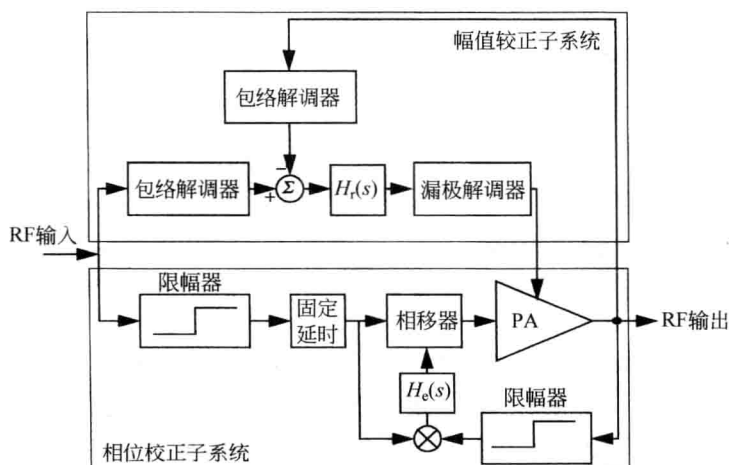 幅值较正子系统
包络解调器
−
包络解调器
+
Σ
Hr(s)
漏极解调器
RF输入
限幅器
固定
延时
相移器
PA
RF输出
He(s)
限幅器
相位校正子系统